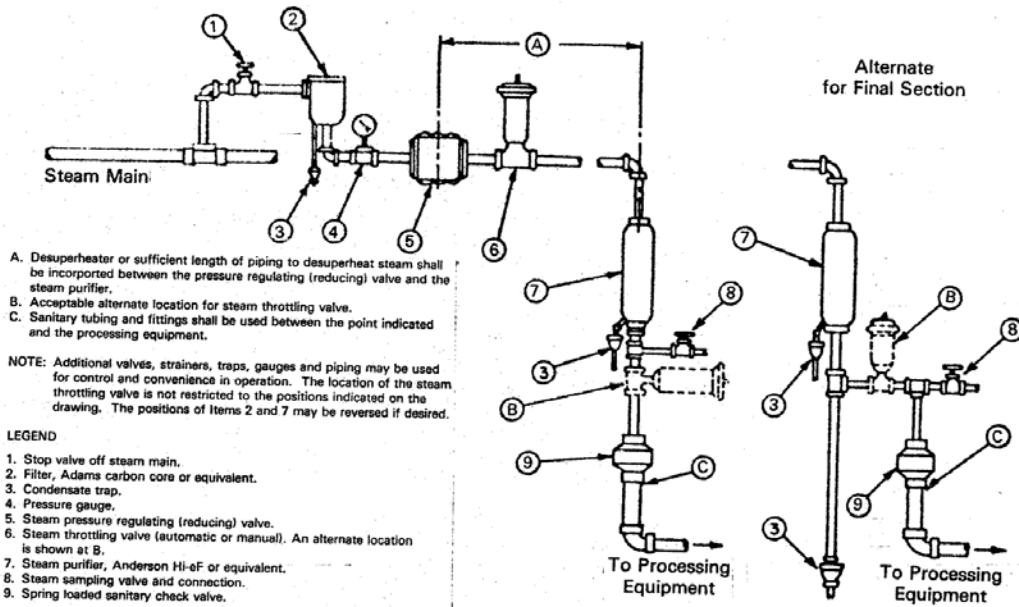 1
2
A
Alternate
for Final Section
Steam Main
3
4
5
6
A. Desuperheater or sufficient length of piping to desuperheat steam shall
be incorported between the pressure regulating (reducing) valve and the
steam purifier.
B. Acceptable alternate location for steam throttling valve.
C. Sanitary tubing and fittings shall be used between the point indicated
and the processing equipment.
NOTE: Additional valves, strainers, traps, gauges and piping may be used
for control and convenience in operation. The location of the steam
throttling valve is not restricted to the positions indicated on the
drawing. The positions of Items 2 and 7 may be reversed if desired.
LEGEND
1. Stop valve off steam main.
2. Filter, Adams carbon core or equivalent.
3. Condensate trap.
4. Pressure gauge.
5. Steam pressure regulating (reducing) valve.
6. Steam throttling valve (automatic or manual). An alternate location
is shown at B.
7. Steam purifier, Anderson Hi-eF or equivalent.
8. Steam sampling valve and connection.
9. Spring loaded sanitary check valve.
7
8
3
B
9
C
To Processing
Equipment
7
B
8
3
C
9
3
To Processing
Equipment